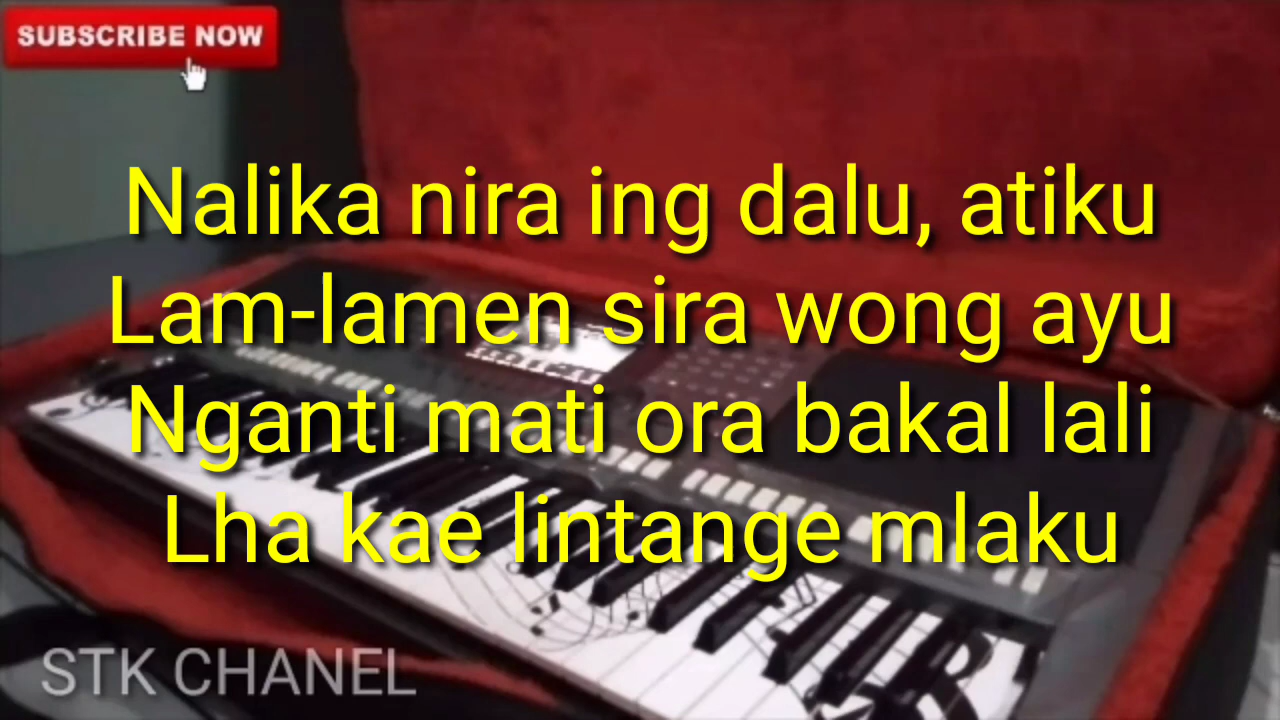 SUBSCRIBE NOW
Nalika nira ing dalu, atiku
Lam-lamen sira wong ayu
Nganti mati ora bakal lali
Lha kae lintange mlaku
STK CHANEL